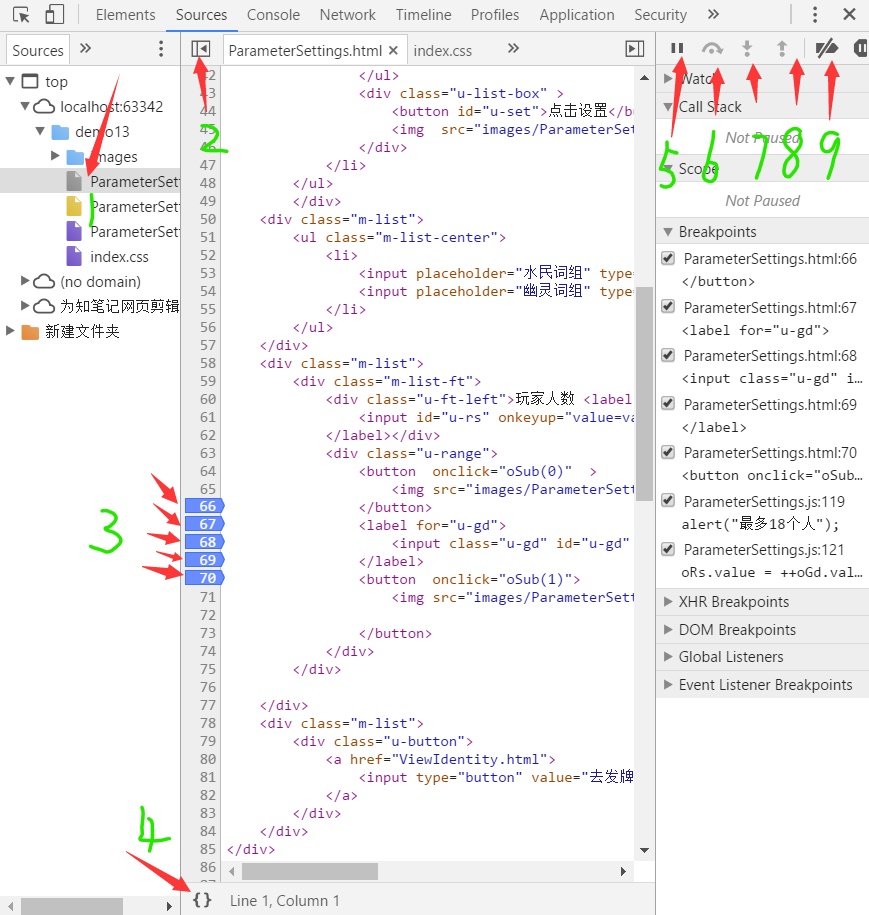 Elements Sources Console Network Timeline Profiles Application Security
Sources
ParameterSettings.html
index.css
top
localhost:63342
demo13
images
ParameterSet
ParameterSet
ParameterSet
index.css
(no domain)
为知笔记网页剪辑
新建文件夹
1
2
3
4
42 </ul>
43 <div class="u-list-box" >
44 <button id="u-set">点击设置</b
45 <img src="images/ParameterSet
46 </div>
47 </li>
48 </ul>
49 </div>
50 <div class="m-list">
51 <ul class="m-list-center">
52 <li>
53 <input placeholder="水民词组" type=
54 <input placeholder="幽灵词组" type=
55 </li>
56 </ul>
57 </div>
58 <div class="m-list">
59 <div class="m-list-ft">
60 <div class="u-ft-left">玩家人数 <label
61 <input id="u-rs" onkeyup="value=va
62 </label></div>
63 <div class="u-range">
64 <button onclick="oSub(0)" >
65 <img src="images/ParameterSett
66 </button>
67 <label for="u-gd">
68 <input class="u-gd" id="u-gd"
69 </label>
70 <button onclick="oSub(1)">
71 <img src="images/ParameterSett
72
73 </button>
74 </div>
75 </div>
76
77 </div>
78 <div class="m-list">
79 <div class="u-button">
80 <a href="ViewIdentity.html">
81 <input type="button" value="去发牌
82 </a>
83 </div>
84 </div>
85 </div>
86
{} Line 1, Column 1
Watch
Call Stack
Not Paused
5 6 7 8 9
Scope
Not Paused
Breakpoints
ParameterSettings.html:66
</button>
ParameterSettings.html:67
<label for="u-gd">
ParameterSettings.html:68
<input class="u-gd" i…
ParameterSettings.html:69
</label>
ParameterSettings.html:70
<button onclick="oSub…
ParameterSettings.js:119
alert("最多18个人");
ParameterSettings.js:121
oRs.value = ++oGd.val…
XHR Breakpoints
DOM Breakpoints
Global Listeners
Event Listener Breakpoints